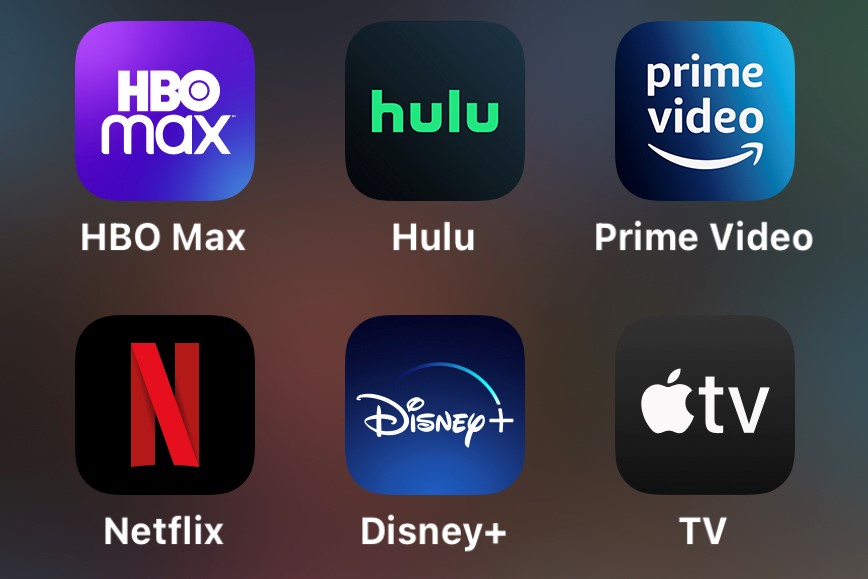 HBO
max
hulu
prime
video
HBO Max
Hulu
Prime Video
N
Disney+
tv
Netflix
Disney+
TV